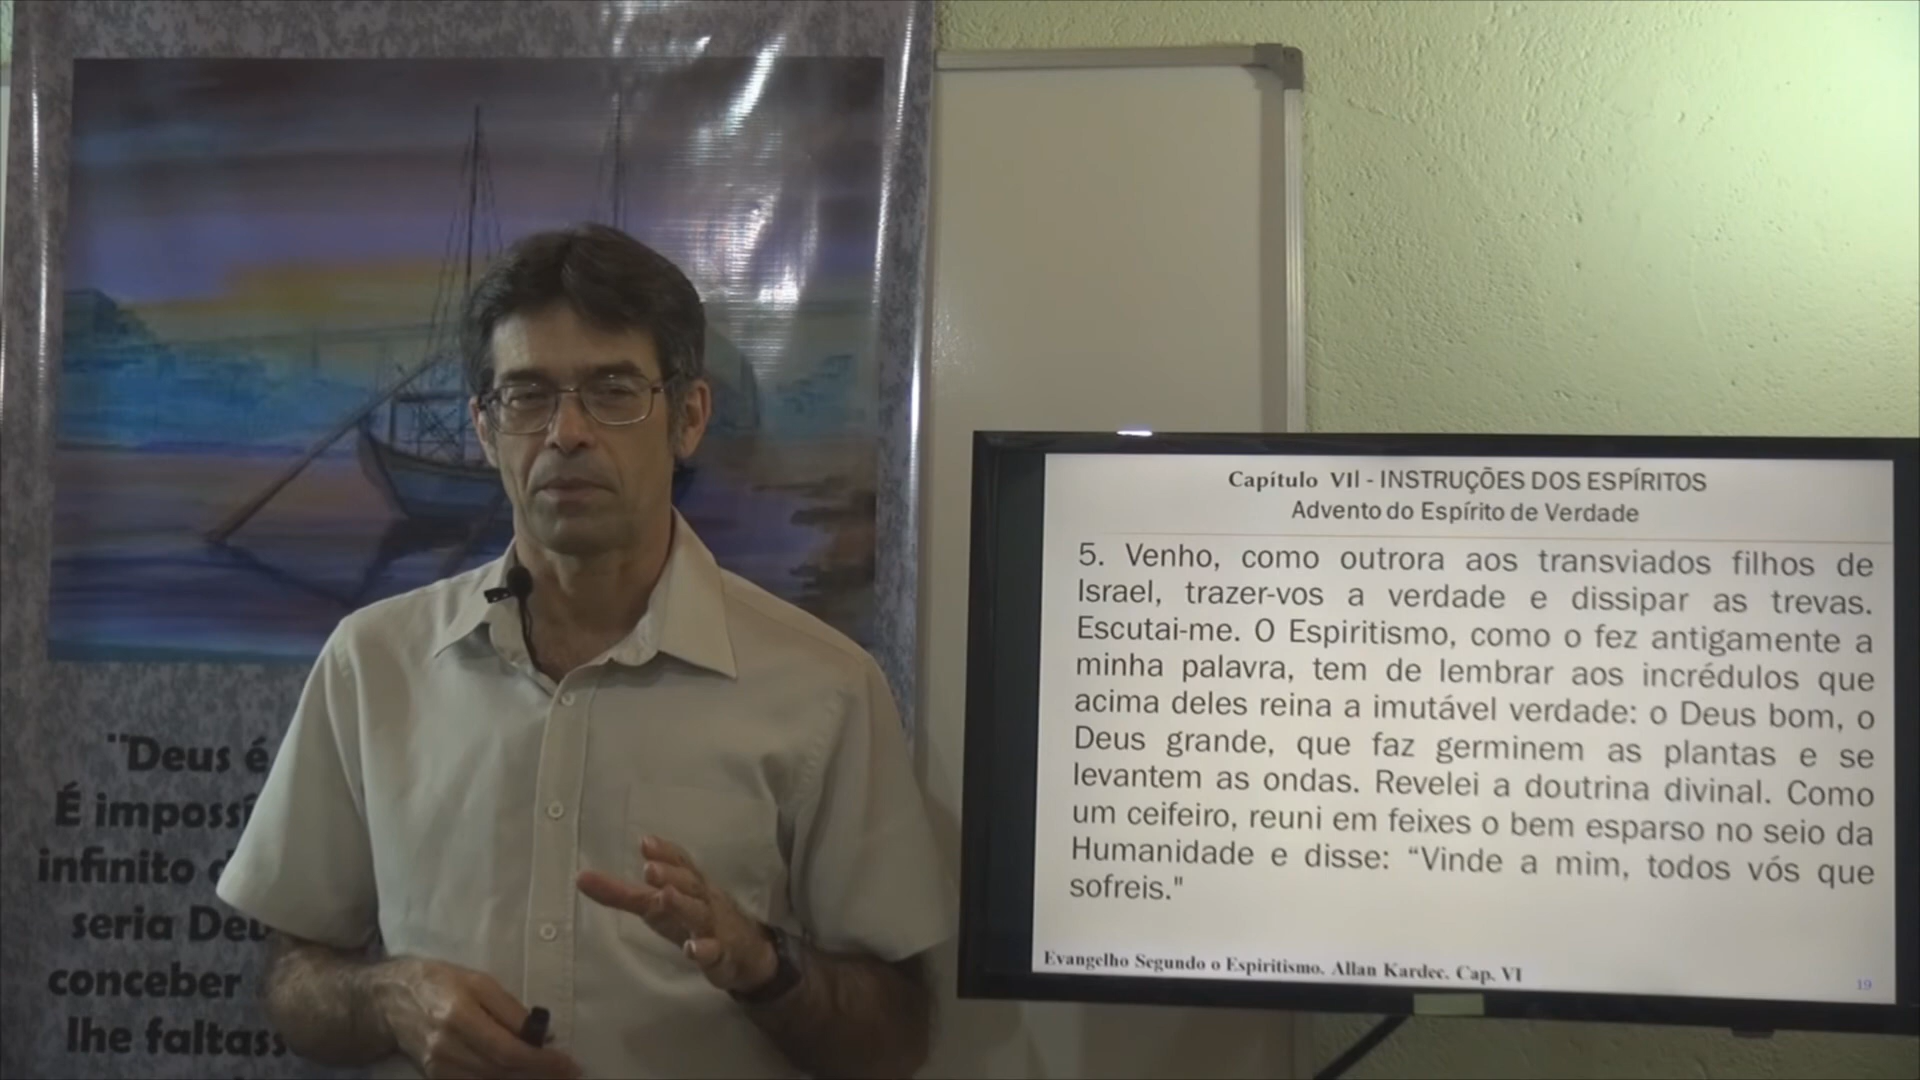 ¨Deus é
É impossí
infinito
seria Deu
conceber
lhe faltass
Capítulo VII - INSTRUÇÕES DOS ESPÍRITOS
Advento do Espírito de Verdade
5. Venho, como outrora aos transviados filhos de
Israel, trazer-vos a verdade e dissipar as trevas.
Escutai-me. O Espiritismo, como o fez antigamente a
minha palavra, tem de lembrar aos incrédulos que
acima deles reina a imutável verdade: o Deus bom, o
Deus grande, que faz germinem as plantas e se
levantem as ondas. Revelei a doutrina divinal. Como
um ceifeiro, reuni em feixes o bem esparso no seio da
Humanidade e disse: “Vinde a mim, todos vós que
sofreis."
Evangelho Segundo o Espiritismo. Allan Kardec. Cap. VI
19